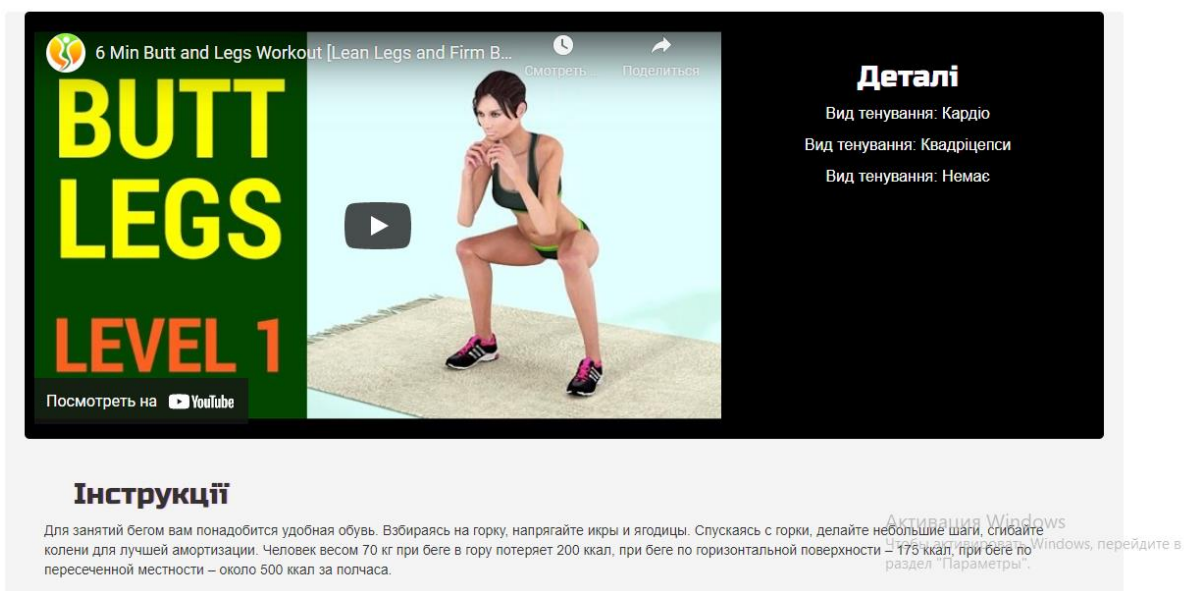 6 Min Butt and Legs Workout [Lean Legs and Firm B...
Смотреть...
Поделиться
BUTT
LEGS
LEVEL 1
Посмотреть на YouTube
Деталі
Вид тенування: Кардіо
Вид тенування: Квадріцепси
Вид тенування: Немає
Інструкції
Для занятий бегом вам понадобится удобная обувь. Взбираясь на горку, напрягайте икры и ягодицы. Спускаясь с горки, делайте небольшие шаги, сгибайте
колени для лучшей амортизации. Человек весом 70 кг при беге в гору потеряет 200 ккал, при беге по горизонтальной поверхности – 175 ккал, при беге по
пересеченной местности – около 500 ккал за полчаса.
Активация Windows
Чтобы активировать Windows, перейдите в
раздел "Параметры".